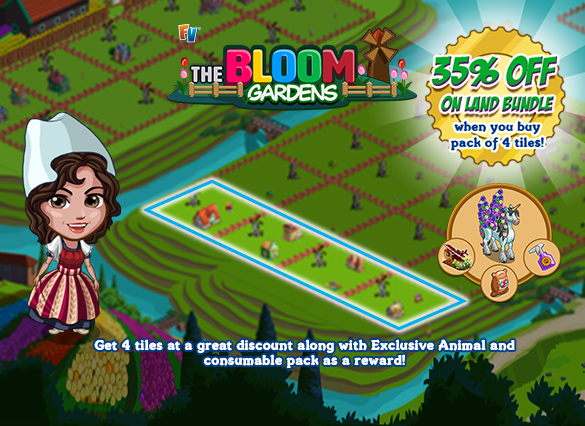 FV
THE BLOOM
GARDENS
35% OFF
ON LAND BUNDLE
when you buy
pack of 4 tiles!
Get 4 tiles at a great discount along with Exclusive Animal and
consumable pack as a reward!